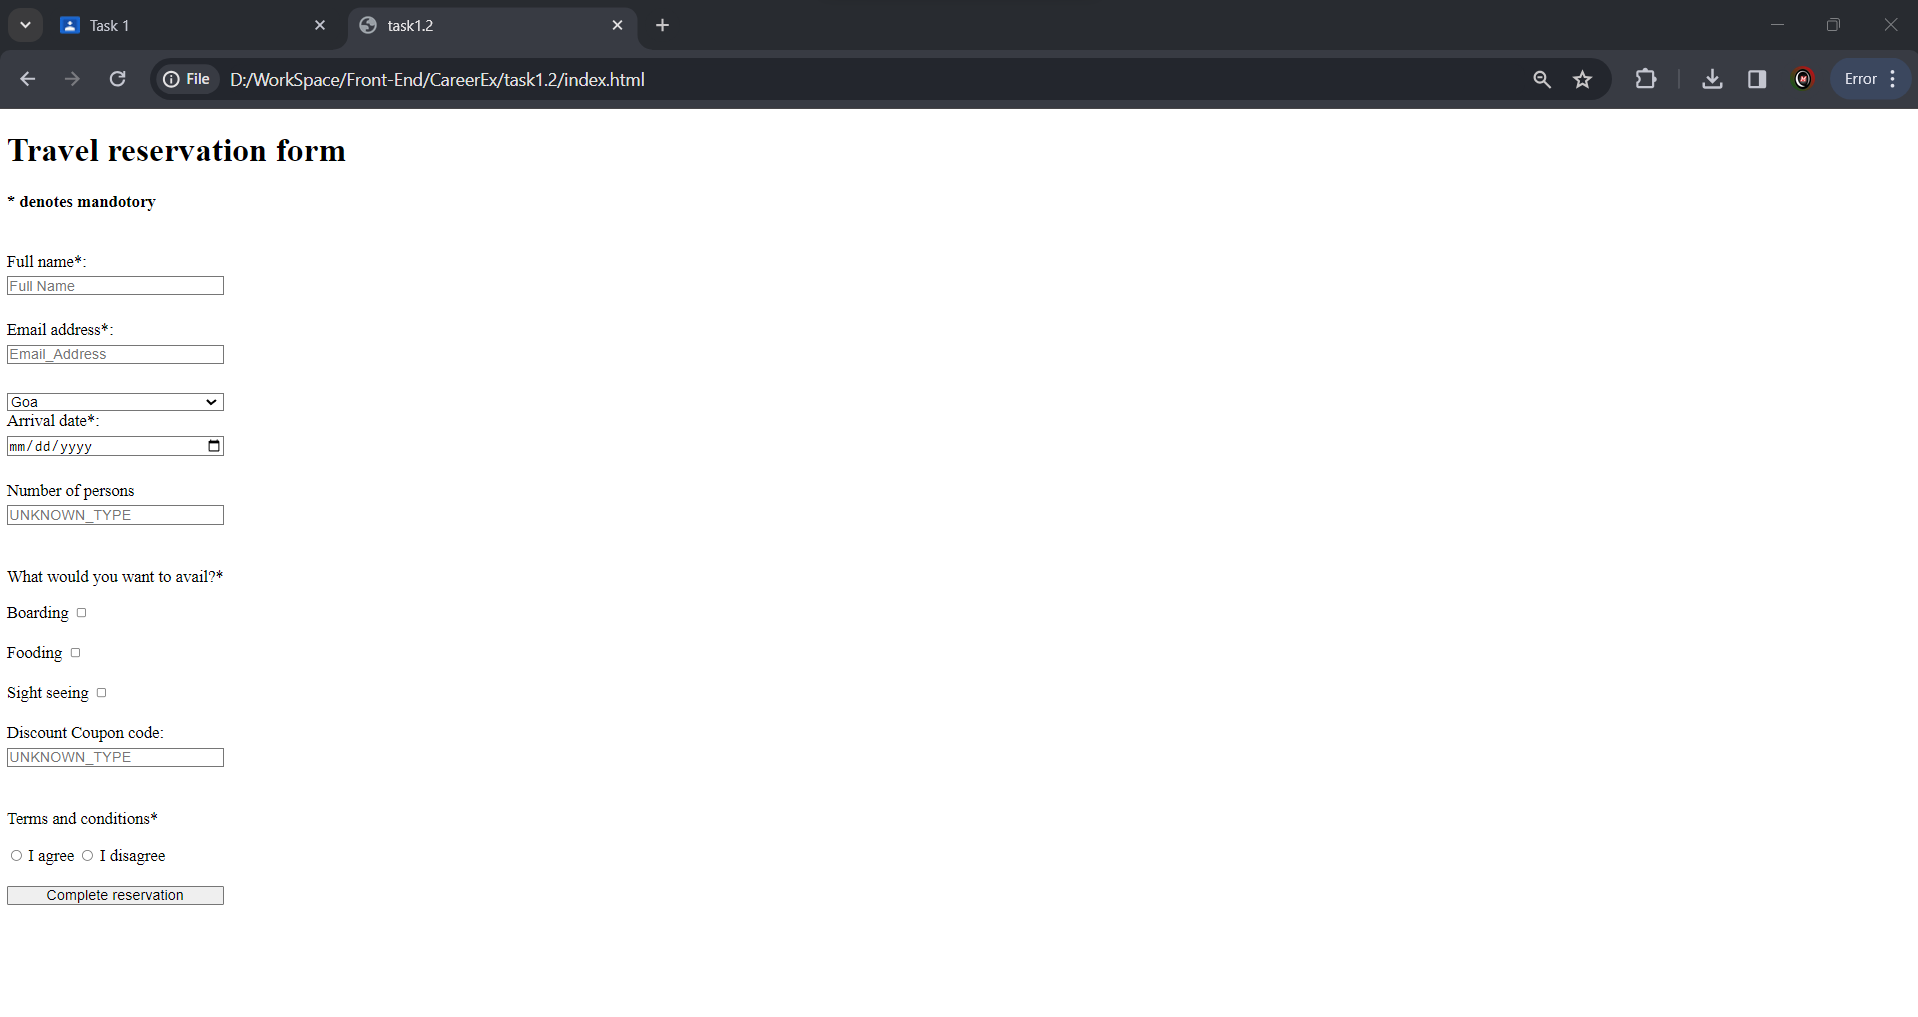 Task 1
task1.2
File D:/WorkSpace/Front-End/CareerEx/task1.2/index.html Error
Travel reservation form
* denotes mandotory
Full name*:
Full Name
Email address*:
Email_Address
Goa
Arrival date*:
mm/dd/yyyy
Number of persons
UNKNOWN_TYPE
What would you want to avail?*
Boarding
Fooding
Sight seeing
Discount Coupon code:
UNKNOWN_TYPE
Terms and conditions*
I agree I disagree
Complete reservation